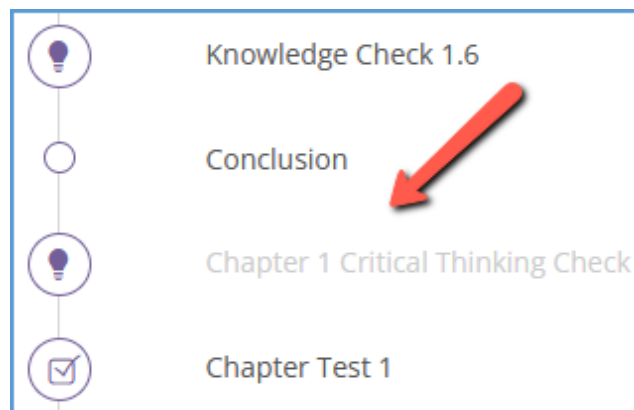 Knowledge Check 1.6
Conclusion
Chapter 1 Critical Thinking Check
Chapter Test 1